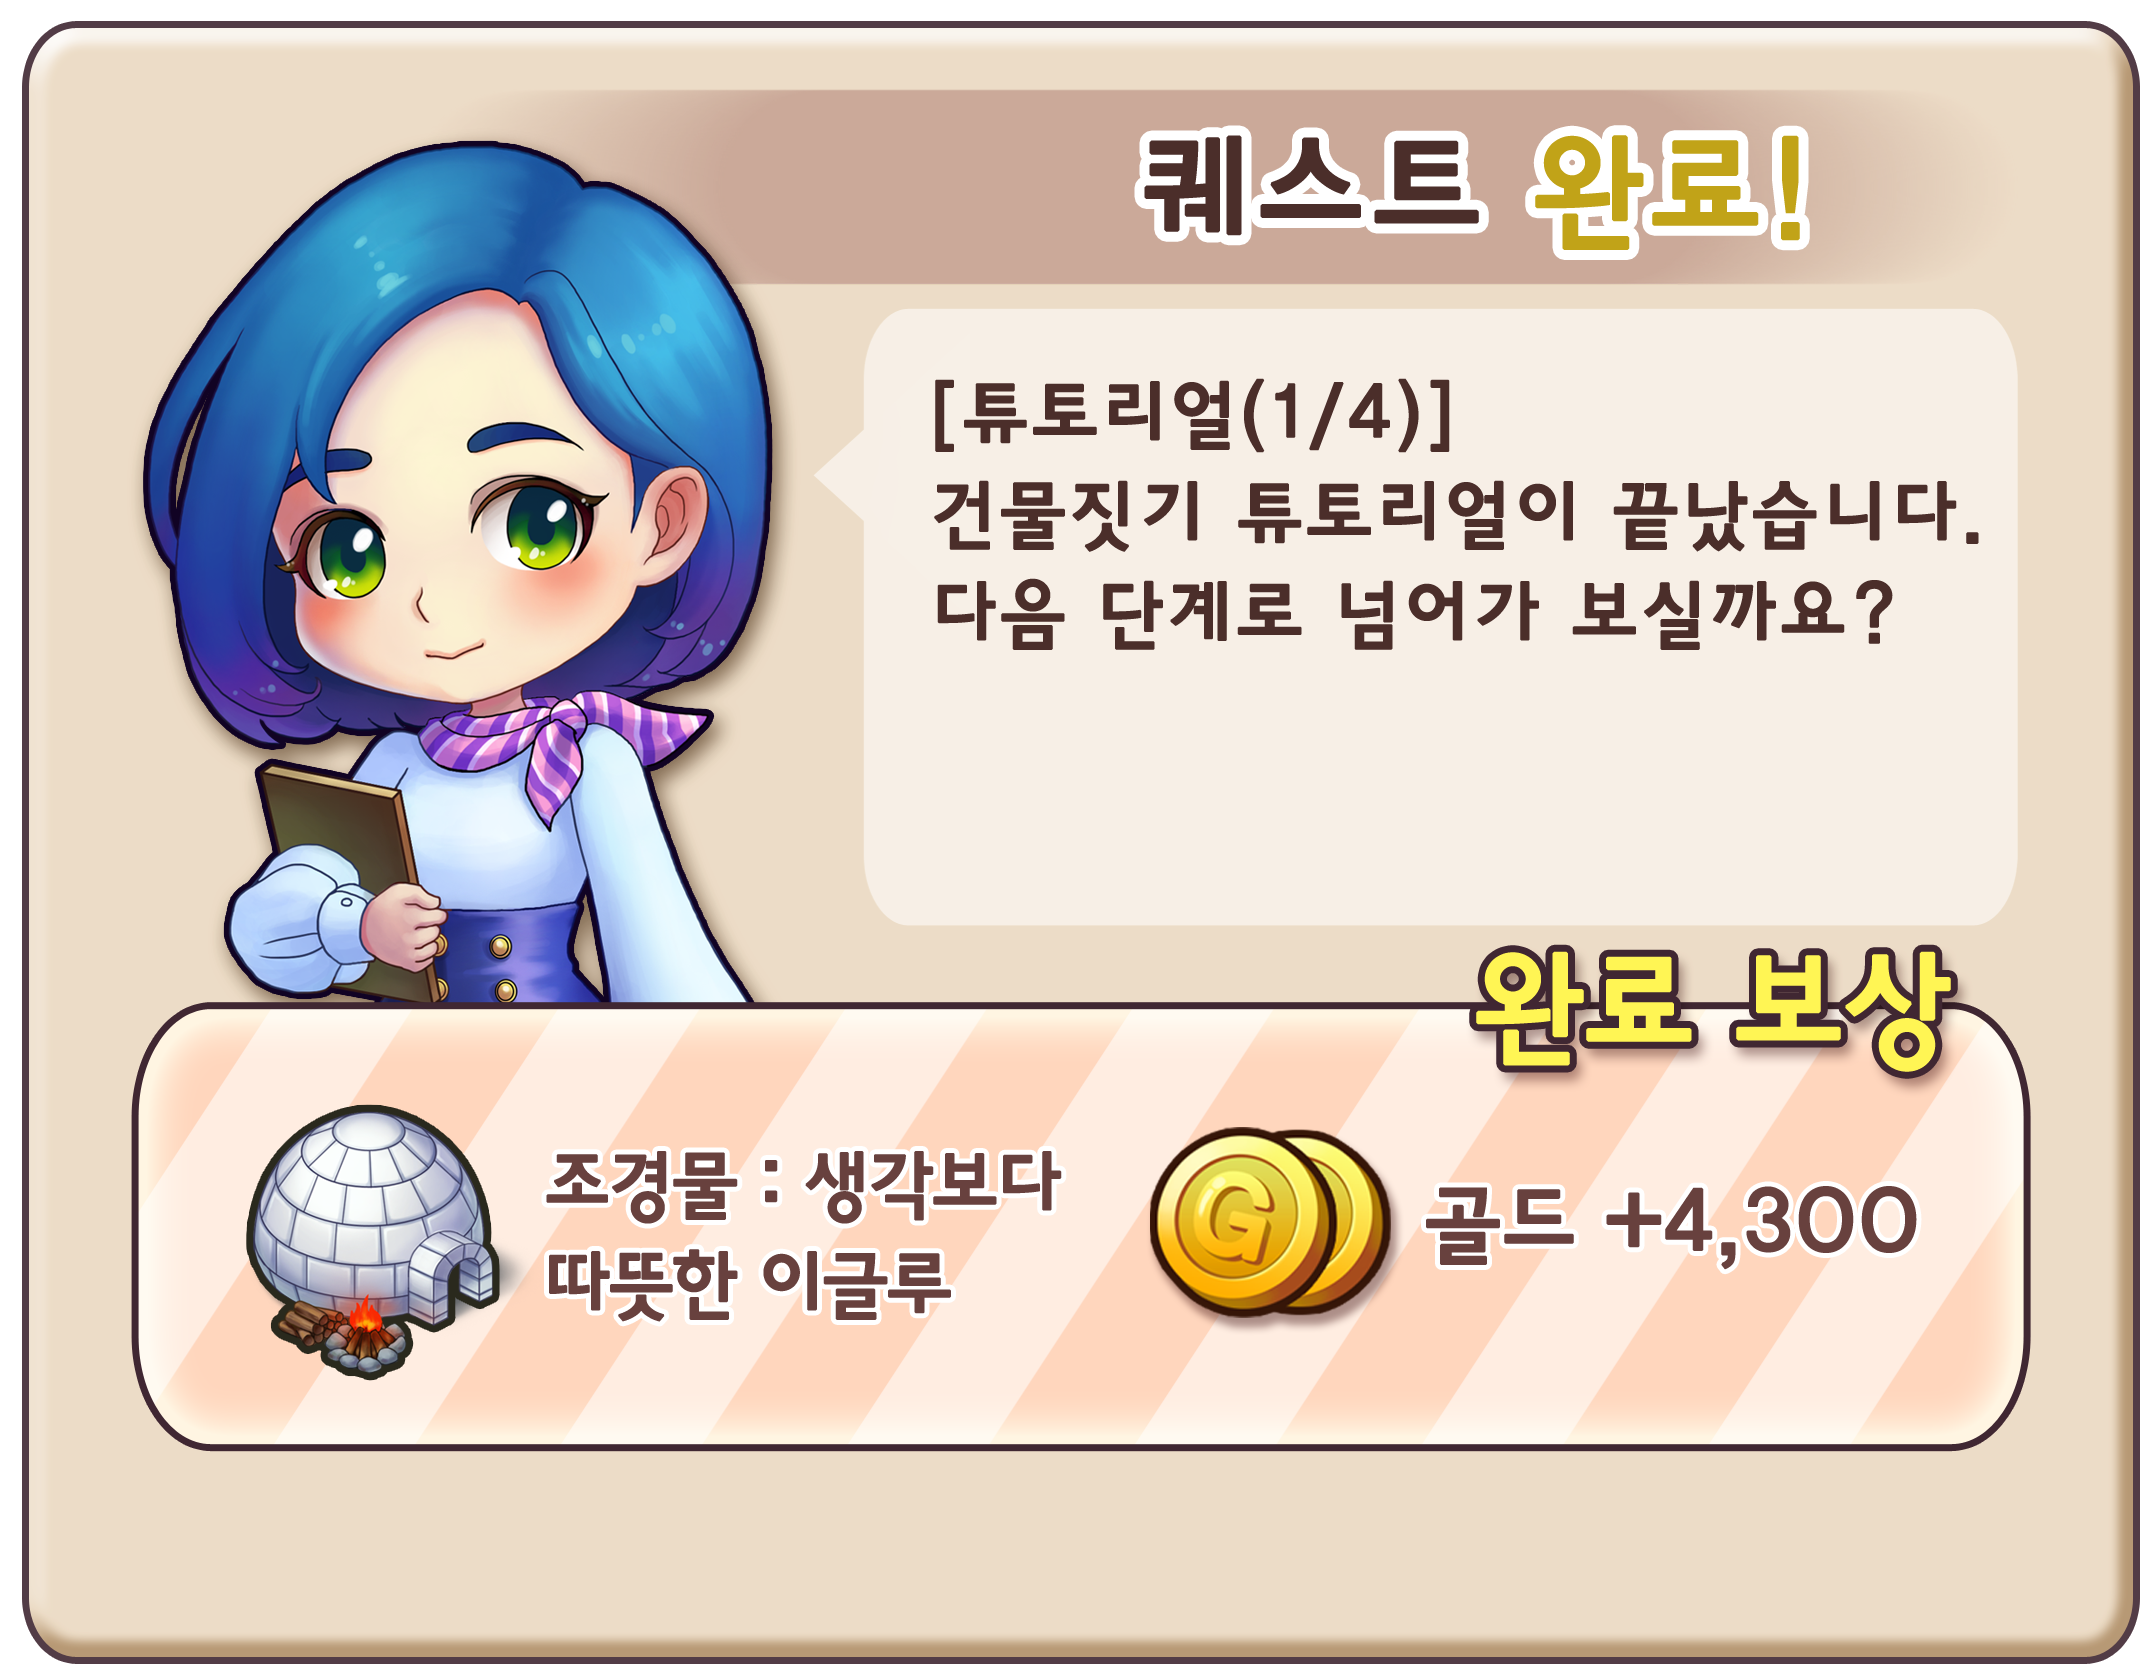 퀘스트 완료!
[튜토리얼(1/4)]
건물짓기 튜토리얼이 끝났습니다.
다음 단계로 넘어가 보실까요?
완료 보상
조경물 : 생각보다
따뜻한 이글루
G
골드 +4,300